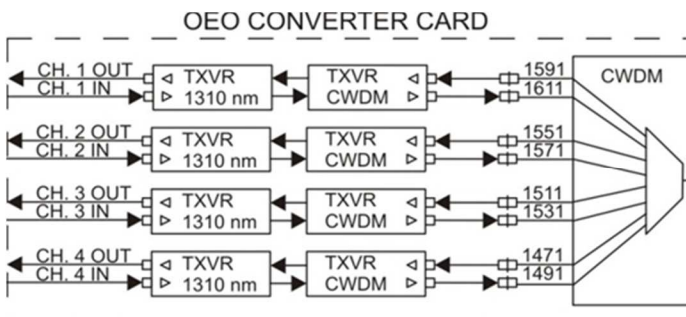 OEO CONVERTER CARD
CH. 1 OUT TXVR TXVR 1591 CWDM
CH. 1 IN 1310 nm CWDM 1611
CH. 2 OUT TXVR TXVR 1551
CH. 2 IN 1310 nm CWDM 1571
CH. 3 OUT TXVR TXVR 1511
CH. 3 IN 1310 nm CWDM 1531
CH. 4 OUT TXVR TXVR 1471
CH. 4 IN 1310 nm CWDM 1491